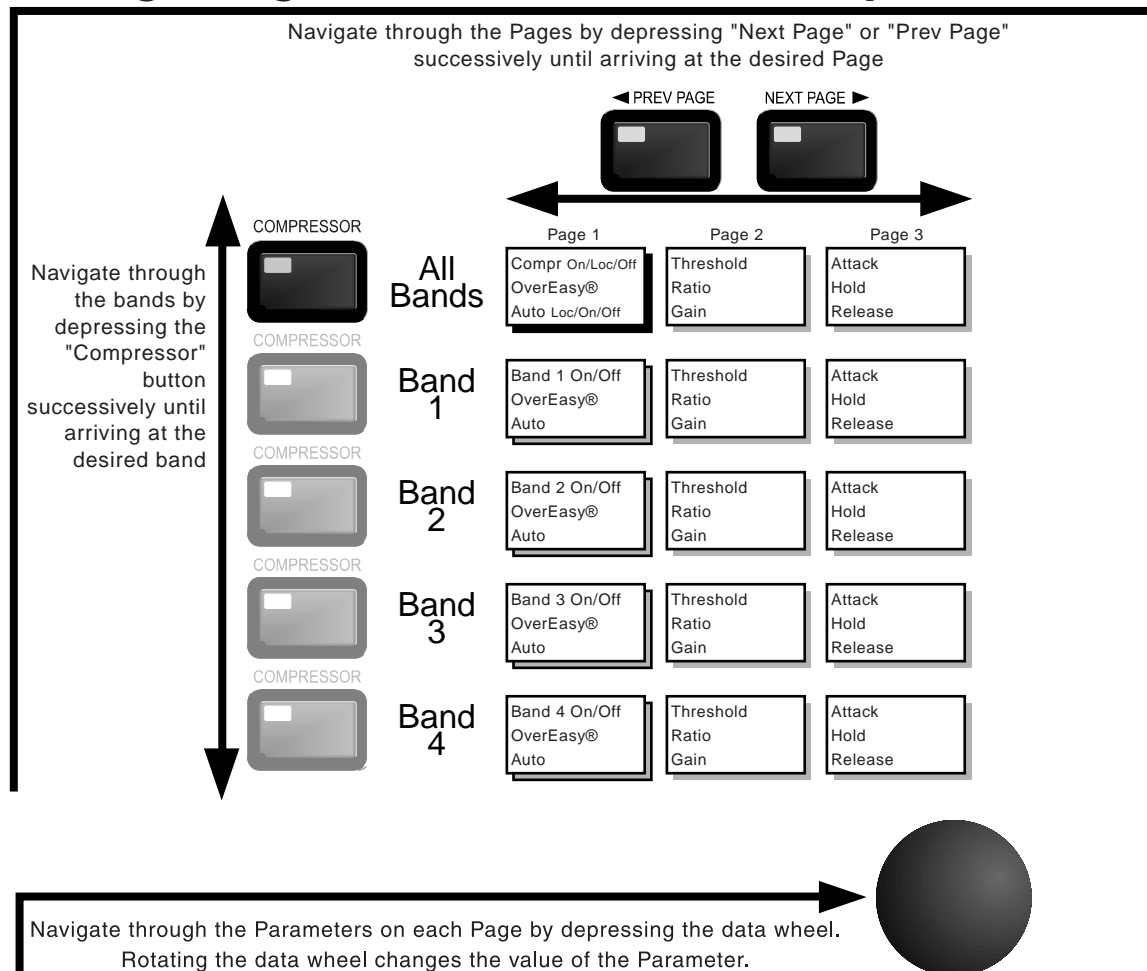 Navigate through the Pages by depressing "Next Page" or "Prev Page"
successively until arriving at the desired Page
◄ PREV PAGE
NEXT PAGE ►
Navigate through
the bands by
depressing the
"Compressor"
button
successively until
arriving at the
desired band
Page 1
Page 2
Page 3
COMPRESSOR
All
Bands
Compr On/Loc/Off
OverEasy®
Auto Loc/On/Off
Threshold
Ratio
Gain
Attack
Hold
Release
COMPRESSOR
Band
1
Band 1 On/Off
OverEasy®
Auto
Threshold
Ratio
Gain
Attack
Hold
Release
COMPRESSOR
Band
2
Band 2 On/Off
OverEasy®
Auto
Threshold
Ratio
Gain
Attack
Hold
Release
COMPRESSOR
Band
3
Band 3 On/Off
OverEasy®
Auto
Threshold
Ratio
Gain
Attack
Hold
Release
COMPRESSOR
Band
4
Band 4 On/Off
OverEasy®
Auto
Threshold
Ratio
Gain
Attack
Hold
Release
Navigate through the Parameters on each Page by depressing the data wheel.
Rotating the data wheel changes the value of the Parameter.